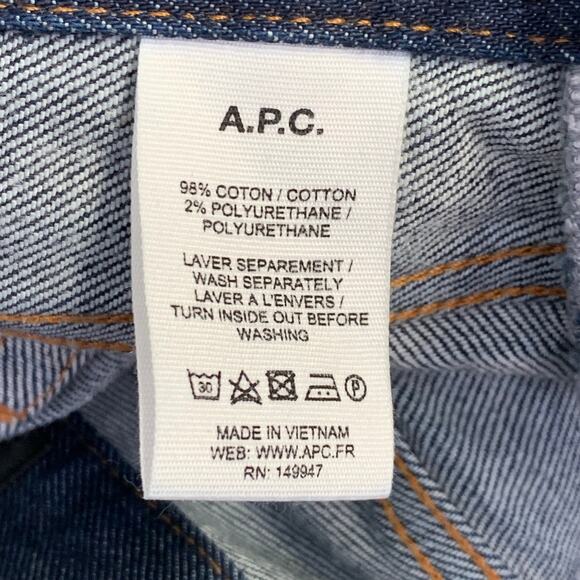 A.P.C.
98% COTON / COTTON
2% POLYURETHANE /
POLYURETHANE
LAVER SEPAREMENT /
WASH SEPARATELY
LAVER A L'ENVERS /
TURN INSIDE OUT BEFORE
WASHING
30 P
MADE IN VIETNAM
WEB: WWW.APC.FR
RN: 149947